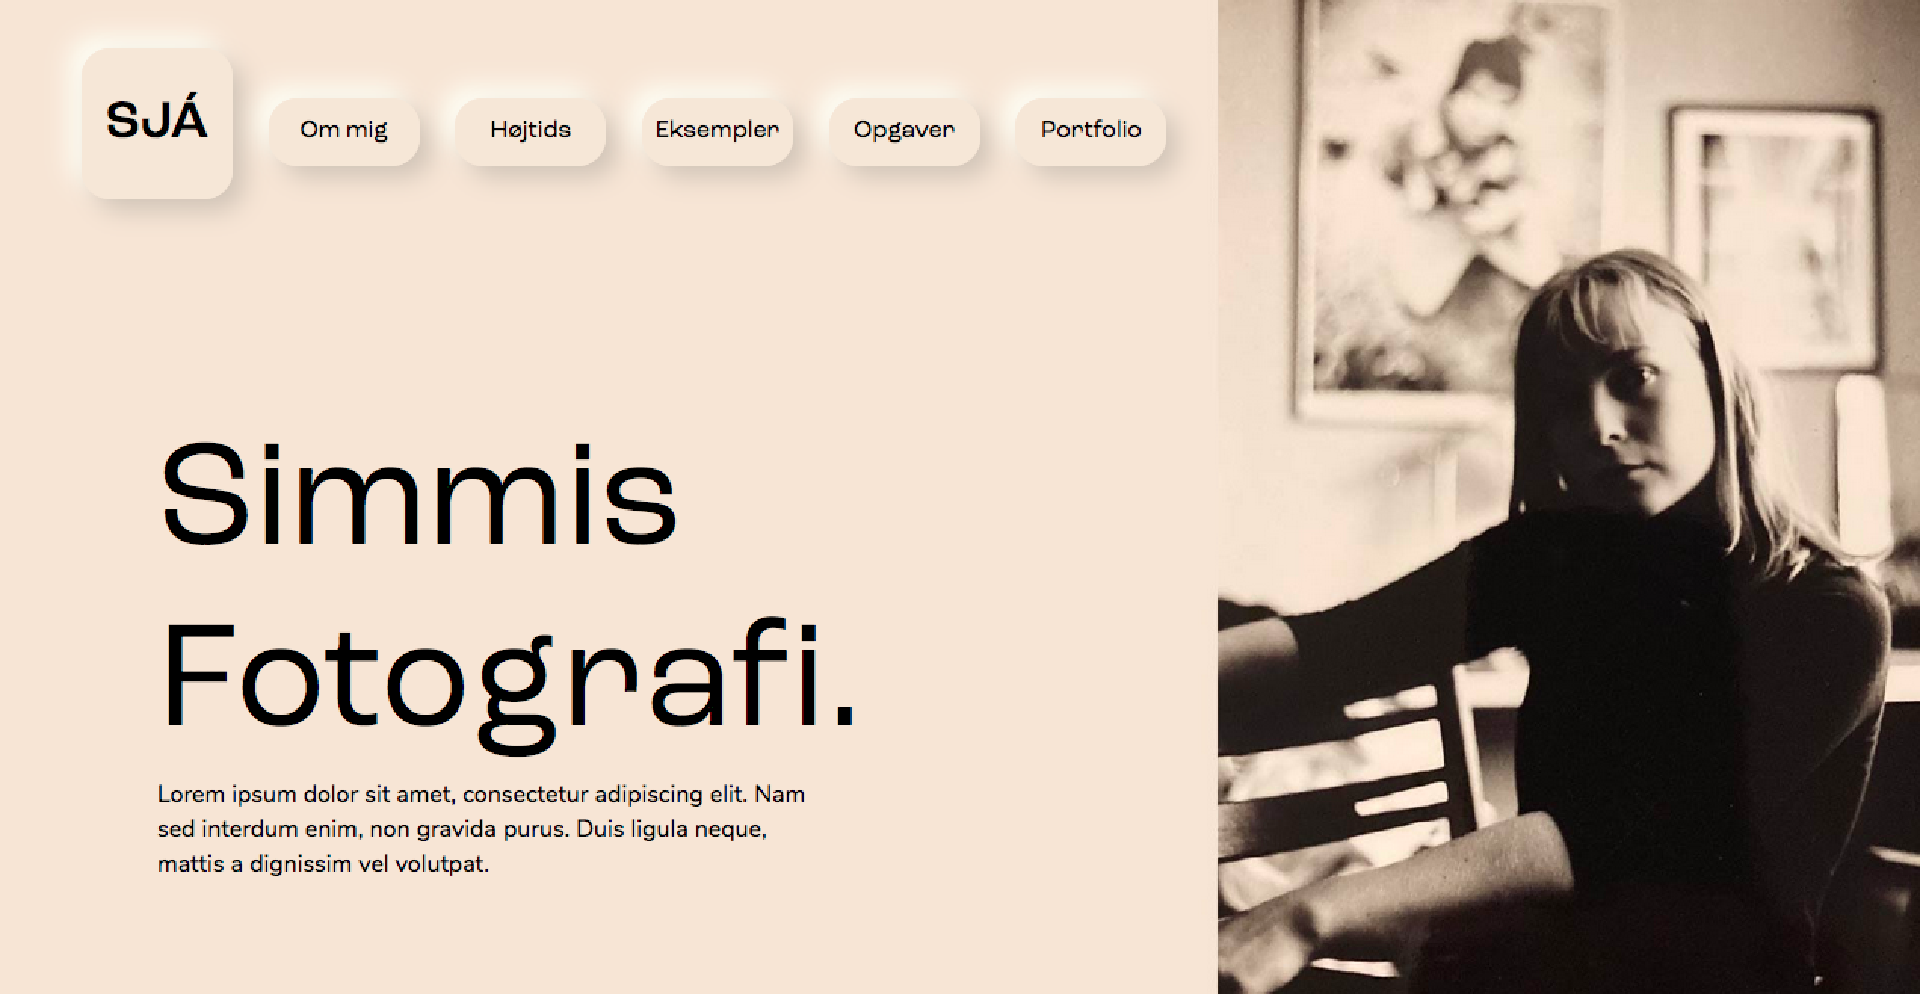 SJÁ
Om mig
Højtids
Eksempler
Opgaver
Portfolio
Simmis
Fotografi.
Lorem ipsum dolor sit amet, consectetur adipiscing elit. Nam
sed interdum enim, non gravida purus. Duis ligula neque,
mattis a dignissim vel volutpat.